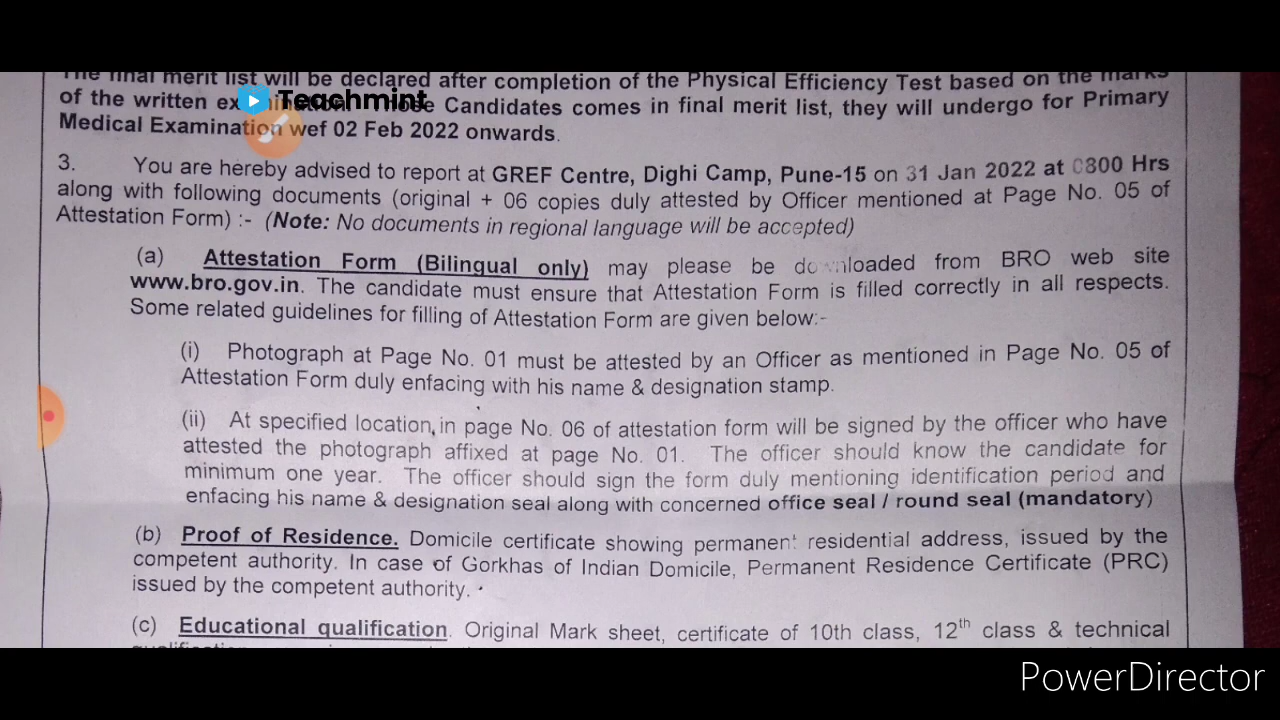 The final merit list will be declared after completion of the Physical Efficiency Test based on the marks
of the written Candidates comes in final merit list, they will undergo for Primary
Teachmint
Medical Examination wef 02 Feb 2022 onwards.
3. You are hereby advised to report at GREF Centre, Dighi Camp, Pune-15 on 31 Jan 2022 at 0800 Hrs
along with following documents (original + 06 copies duly attested by Officer mentioned at Page No. 05 of
Attestation Form) :- (Note: No documents in regional language will be accepted)
(a) Attestation Form (Bilingual only) may please be downloaded from BRO web site
www.bro.gov.in. The candidate must ensure that Attestation Form is filled correctly in all respects.
Some related guidelines for filling of Attestation Form are given below:-
(i) Photograph at Page No. 01 must be attested by an Officer as mentioned in Page No. 05 of
Attestation Form duly enfacing with his name & designation stamp.
(ii) At specified location, in page No. 06 of attestation form will be signed by the officer who have
attested the photograph affixed at page No. 01. The officer should know the candidate for
minimum one year. The officer should sign the form duly mentioning identification period and
enfacing his name & designation seal along with concerned office seal / round seal (mandatory)
(b) Proof of Residence. Domicile certificate showing permanent residential address, issued by the
competent authority. In case of Gorkhas of Indian Domicile, Permanent Residence Certificate (PRC)
issued by the competent authority.
(c) Educational qualification. Original Mark sheet, certificate of 10th class, 12th class & technical
PowerDirector